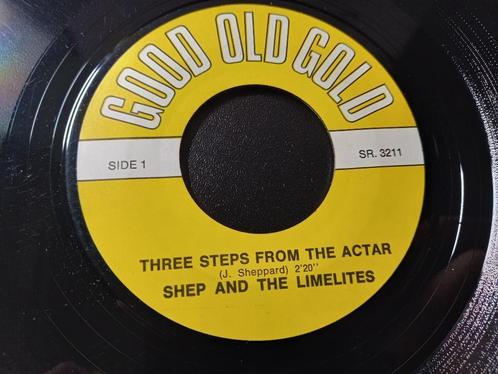 GOOD OLD GOLD
SIDE 1
SR. 3211
THREE STEPS FROM THE ACTAR
(J. Sheppard) 2'20''
SHEP AND THE LIMELITES